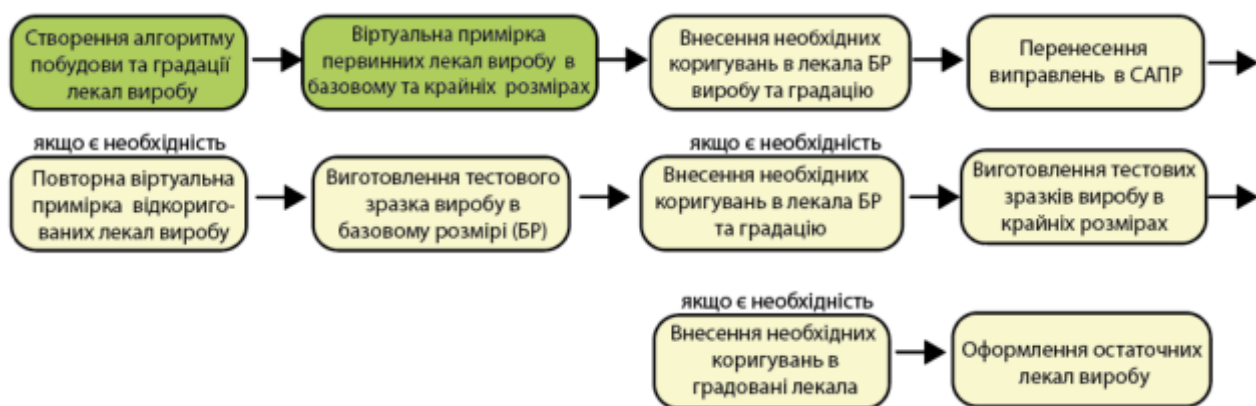 Створення алгоритму
побудови та градації
лекал виробу
Віртуальна примірка
первинних лекал виробу в
базовому та крайніх розмірах
Внесення необхідних
коригувань в лекала БР
виробу та градацію
Перенесення
виправлень в САПР
якщо є необхідність
Повторна віртуальна
примірка відкориго-
ваних лекал виробу
Виготовлення тестового
зразка виробу в
базовому розмірі (БР)
якщо є необхідність
Внесення необхідних
коригувань в лекала БР
та градацію
Виготовлення тестових
зразків виробу в
крайніх розмірах
якщо є необхідність
Внесення необхідних
коригувань в
градовані лекала
Оформлення остаточних
лекал виробу